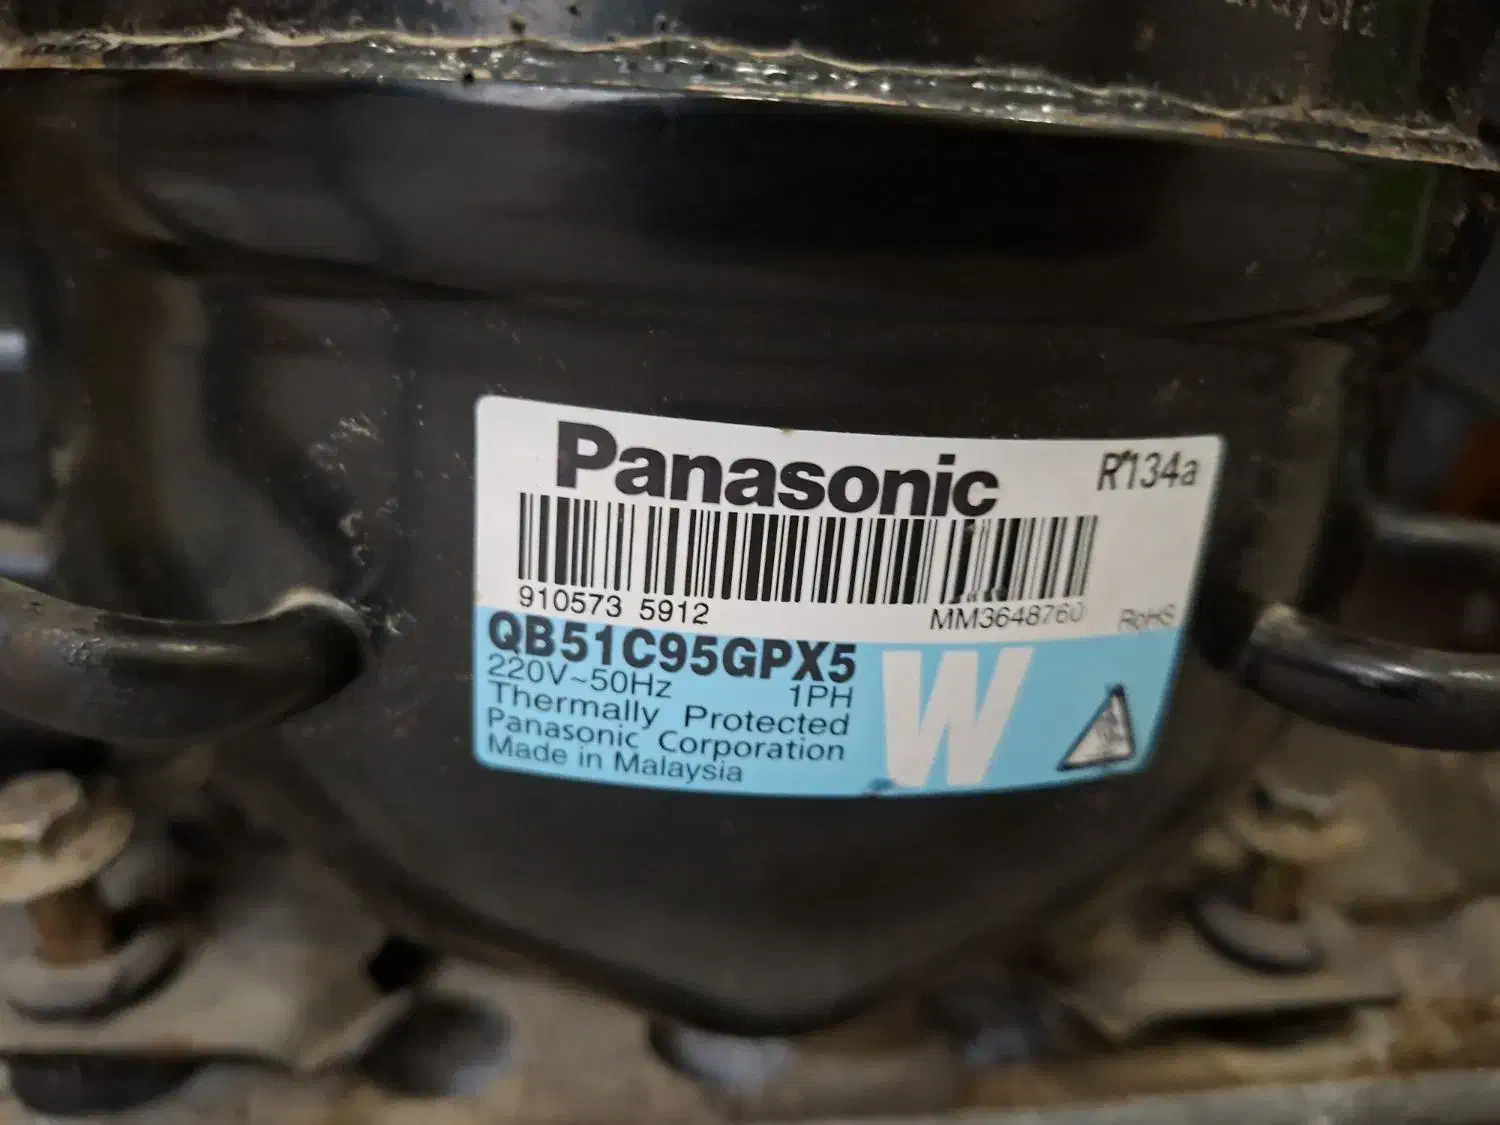 Panasonic R134a
910573 5912 MM3648760 RoHS
QB51C95GPX5 W
220V~50Hz 1PH
Thermally Protected
Panasonic Corporation
Made in Malaysia